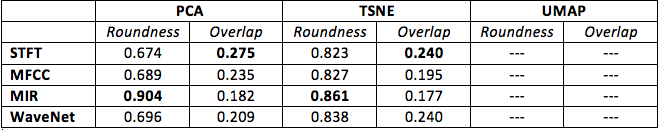 PCA TSNE UMAP
Roundness Overlap Roundness Overlap Roundness Overlap
STFT 0.674 0.275 0.823 0.240 --- ---
MFCC 0.689 0.235 0.827 0.195 --- ---
MIR 0.904 0.182 0.861 0.177 --- ---
WaveNet 0.696 0.209 0.838 0.240 --- ---